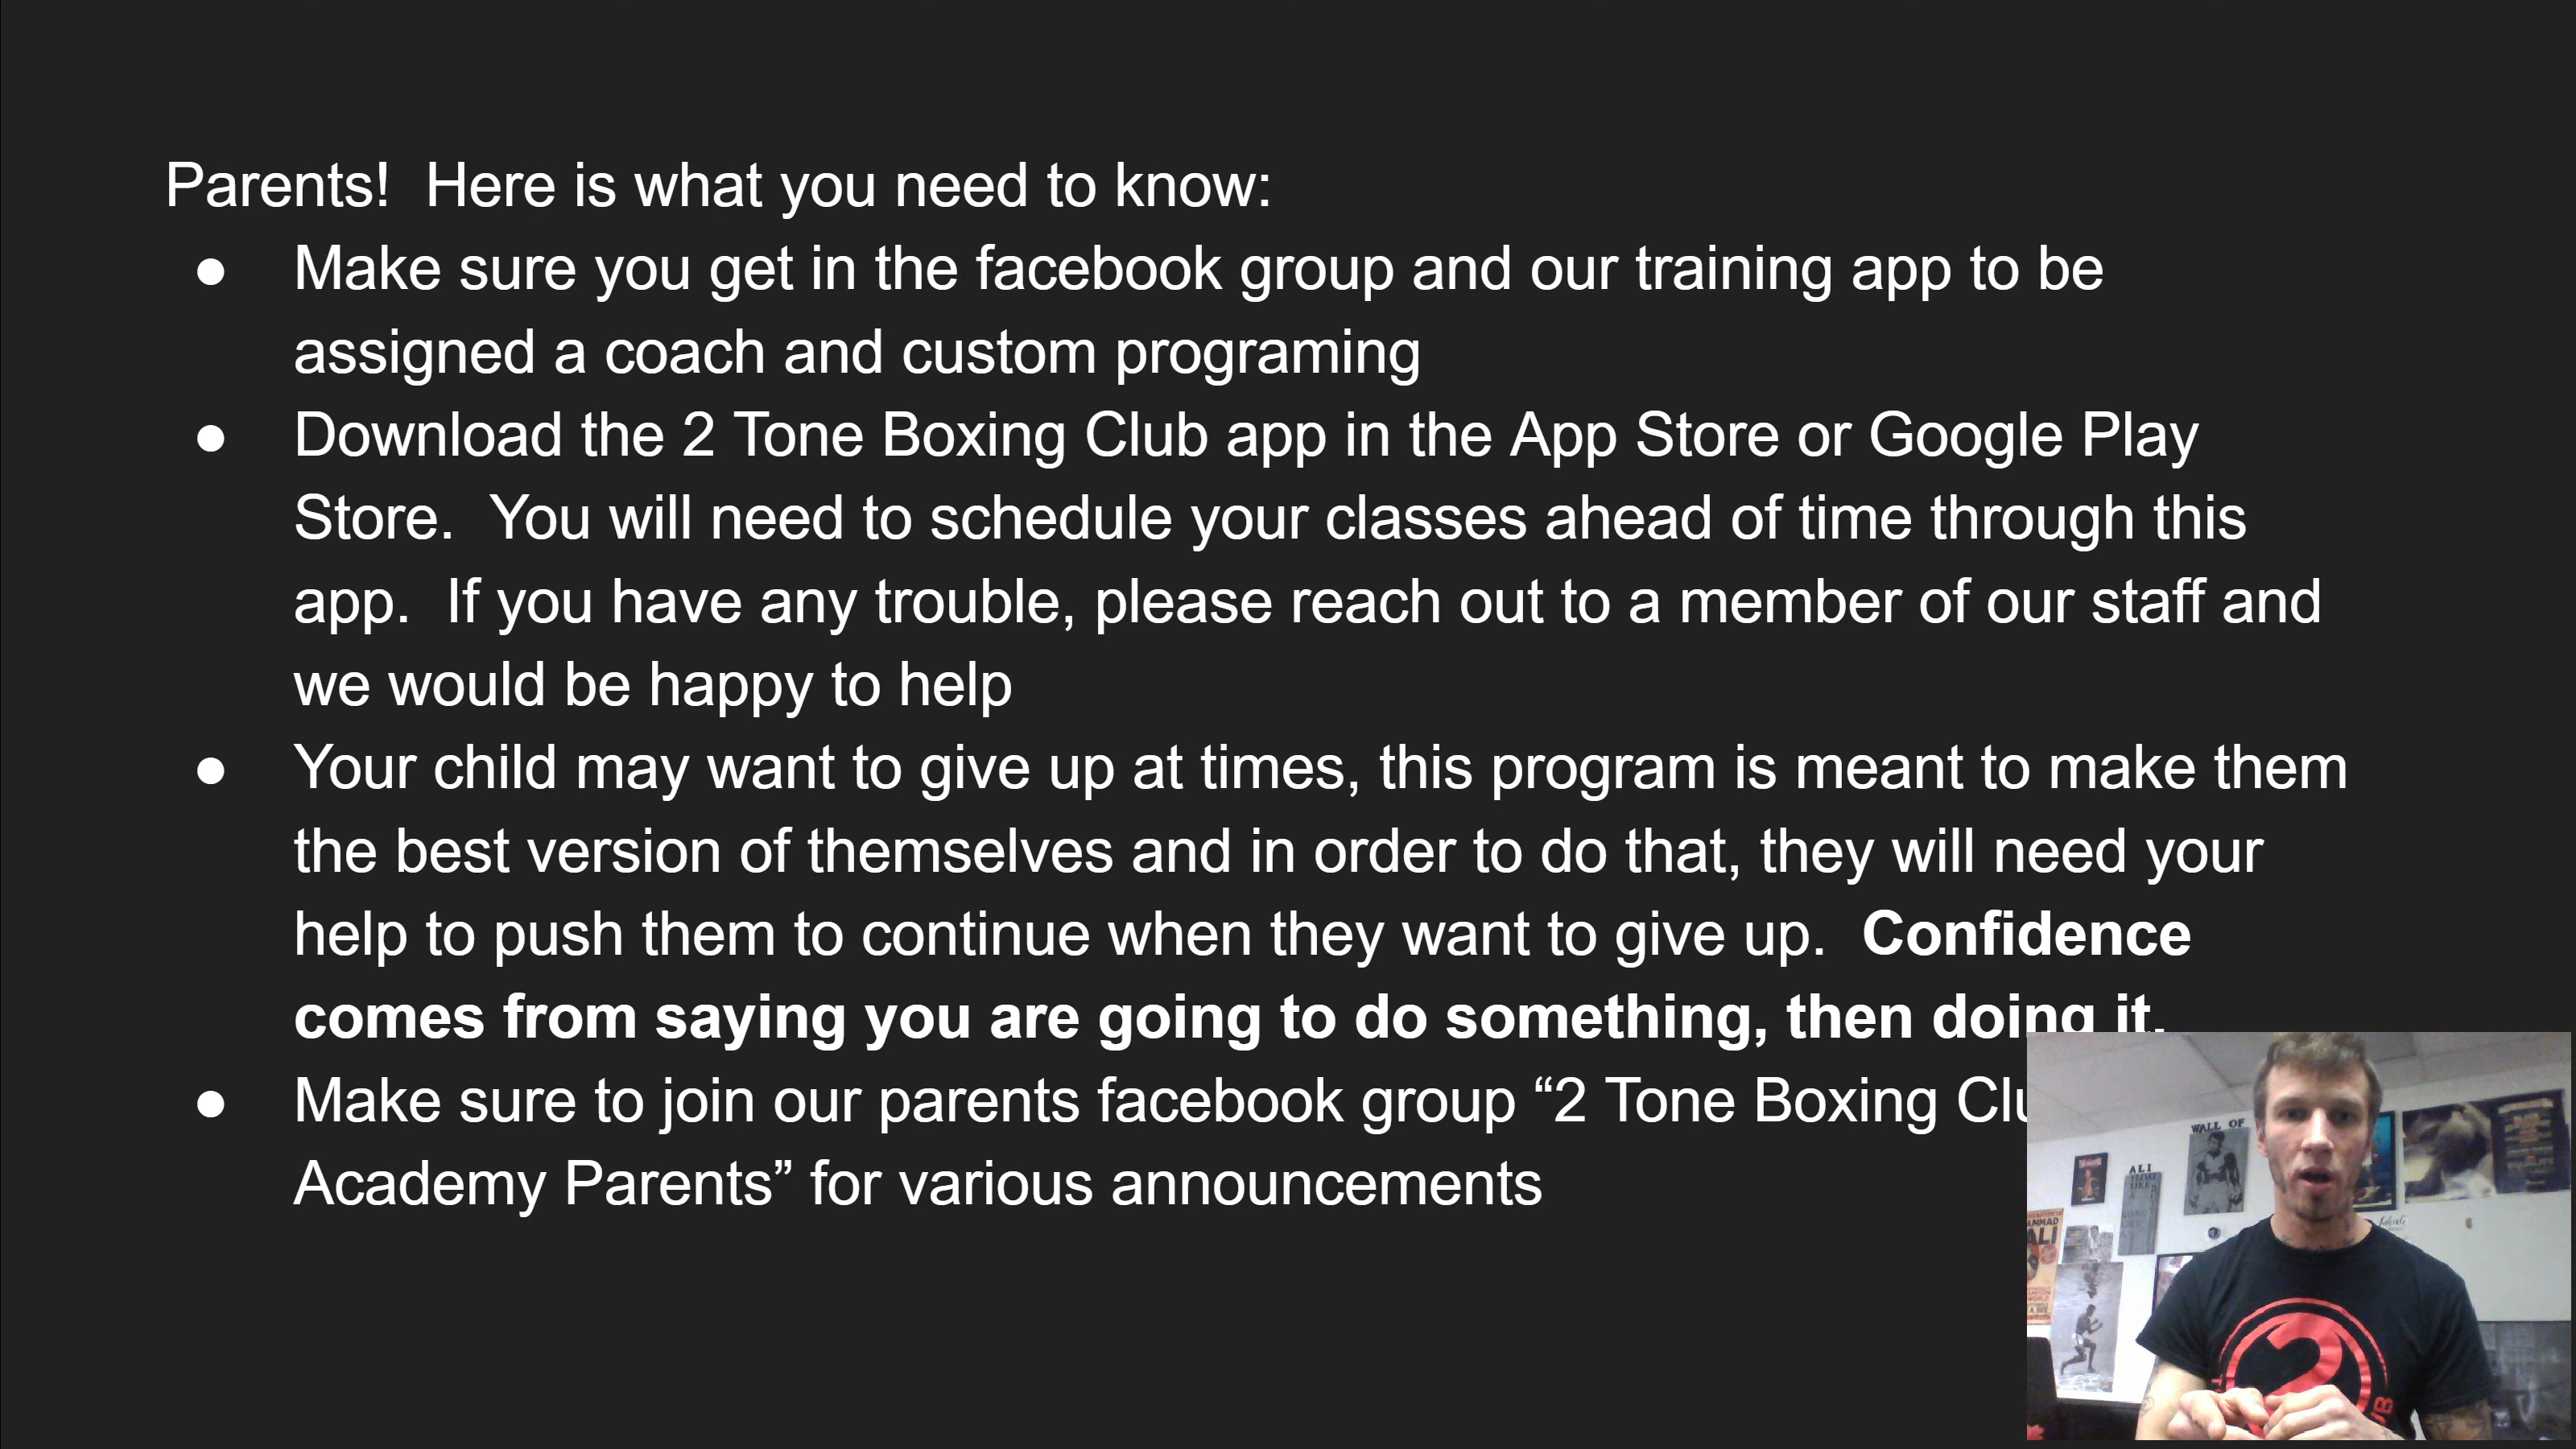 Parents!  Here is what you need to know:
● Make sure you get in the facebook group and our training app to be
assigned a coach and custom programing
● Download the 2 Tone Boxing Club app in the App Store or Google Play
Store.  You will need to schedule your classes ahead of time through this
app.  If you have any trouble, please reach out to a member of our staff and
we would be happy to help
● Your child may want to give up at times, this program is meant to make them
the best version of themselves and in order to do that, they will need your
help to push them to continue when they want to give up.  Confidence
comes from saying you are going to do something, then doing it.
● Make sure to join our parents facebook group “2 Tone Boxing
Academy Parents” for various announcements
WALL OF
ALI
ALI
2